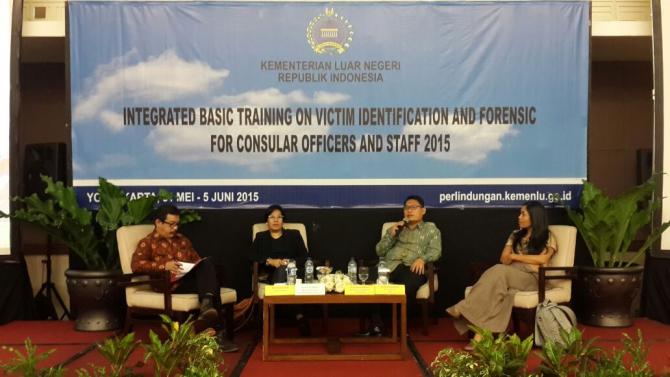 KEMENTERIAN LUAR NEGERI
REPUBLIK INDONESIA
INTEGRATED BASIC TRAINING ON VICTIM IDENTIFICATION AND FORENSIC
FOR CONSULAR OFFICERS AND STAFF 2015
MEI - 5 JUNI 2015
perlindungan.kemenlu.go.id